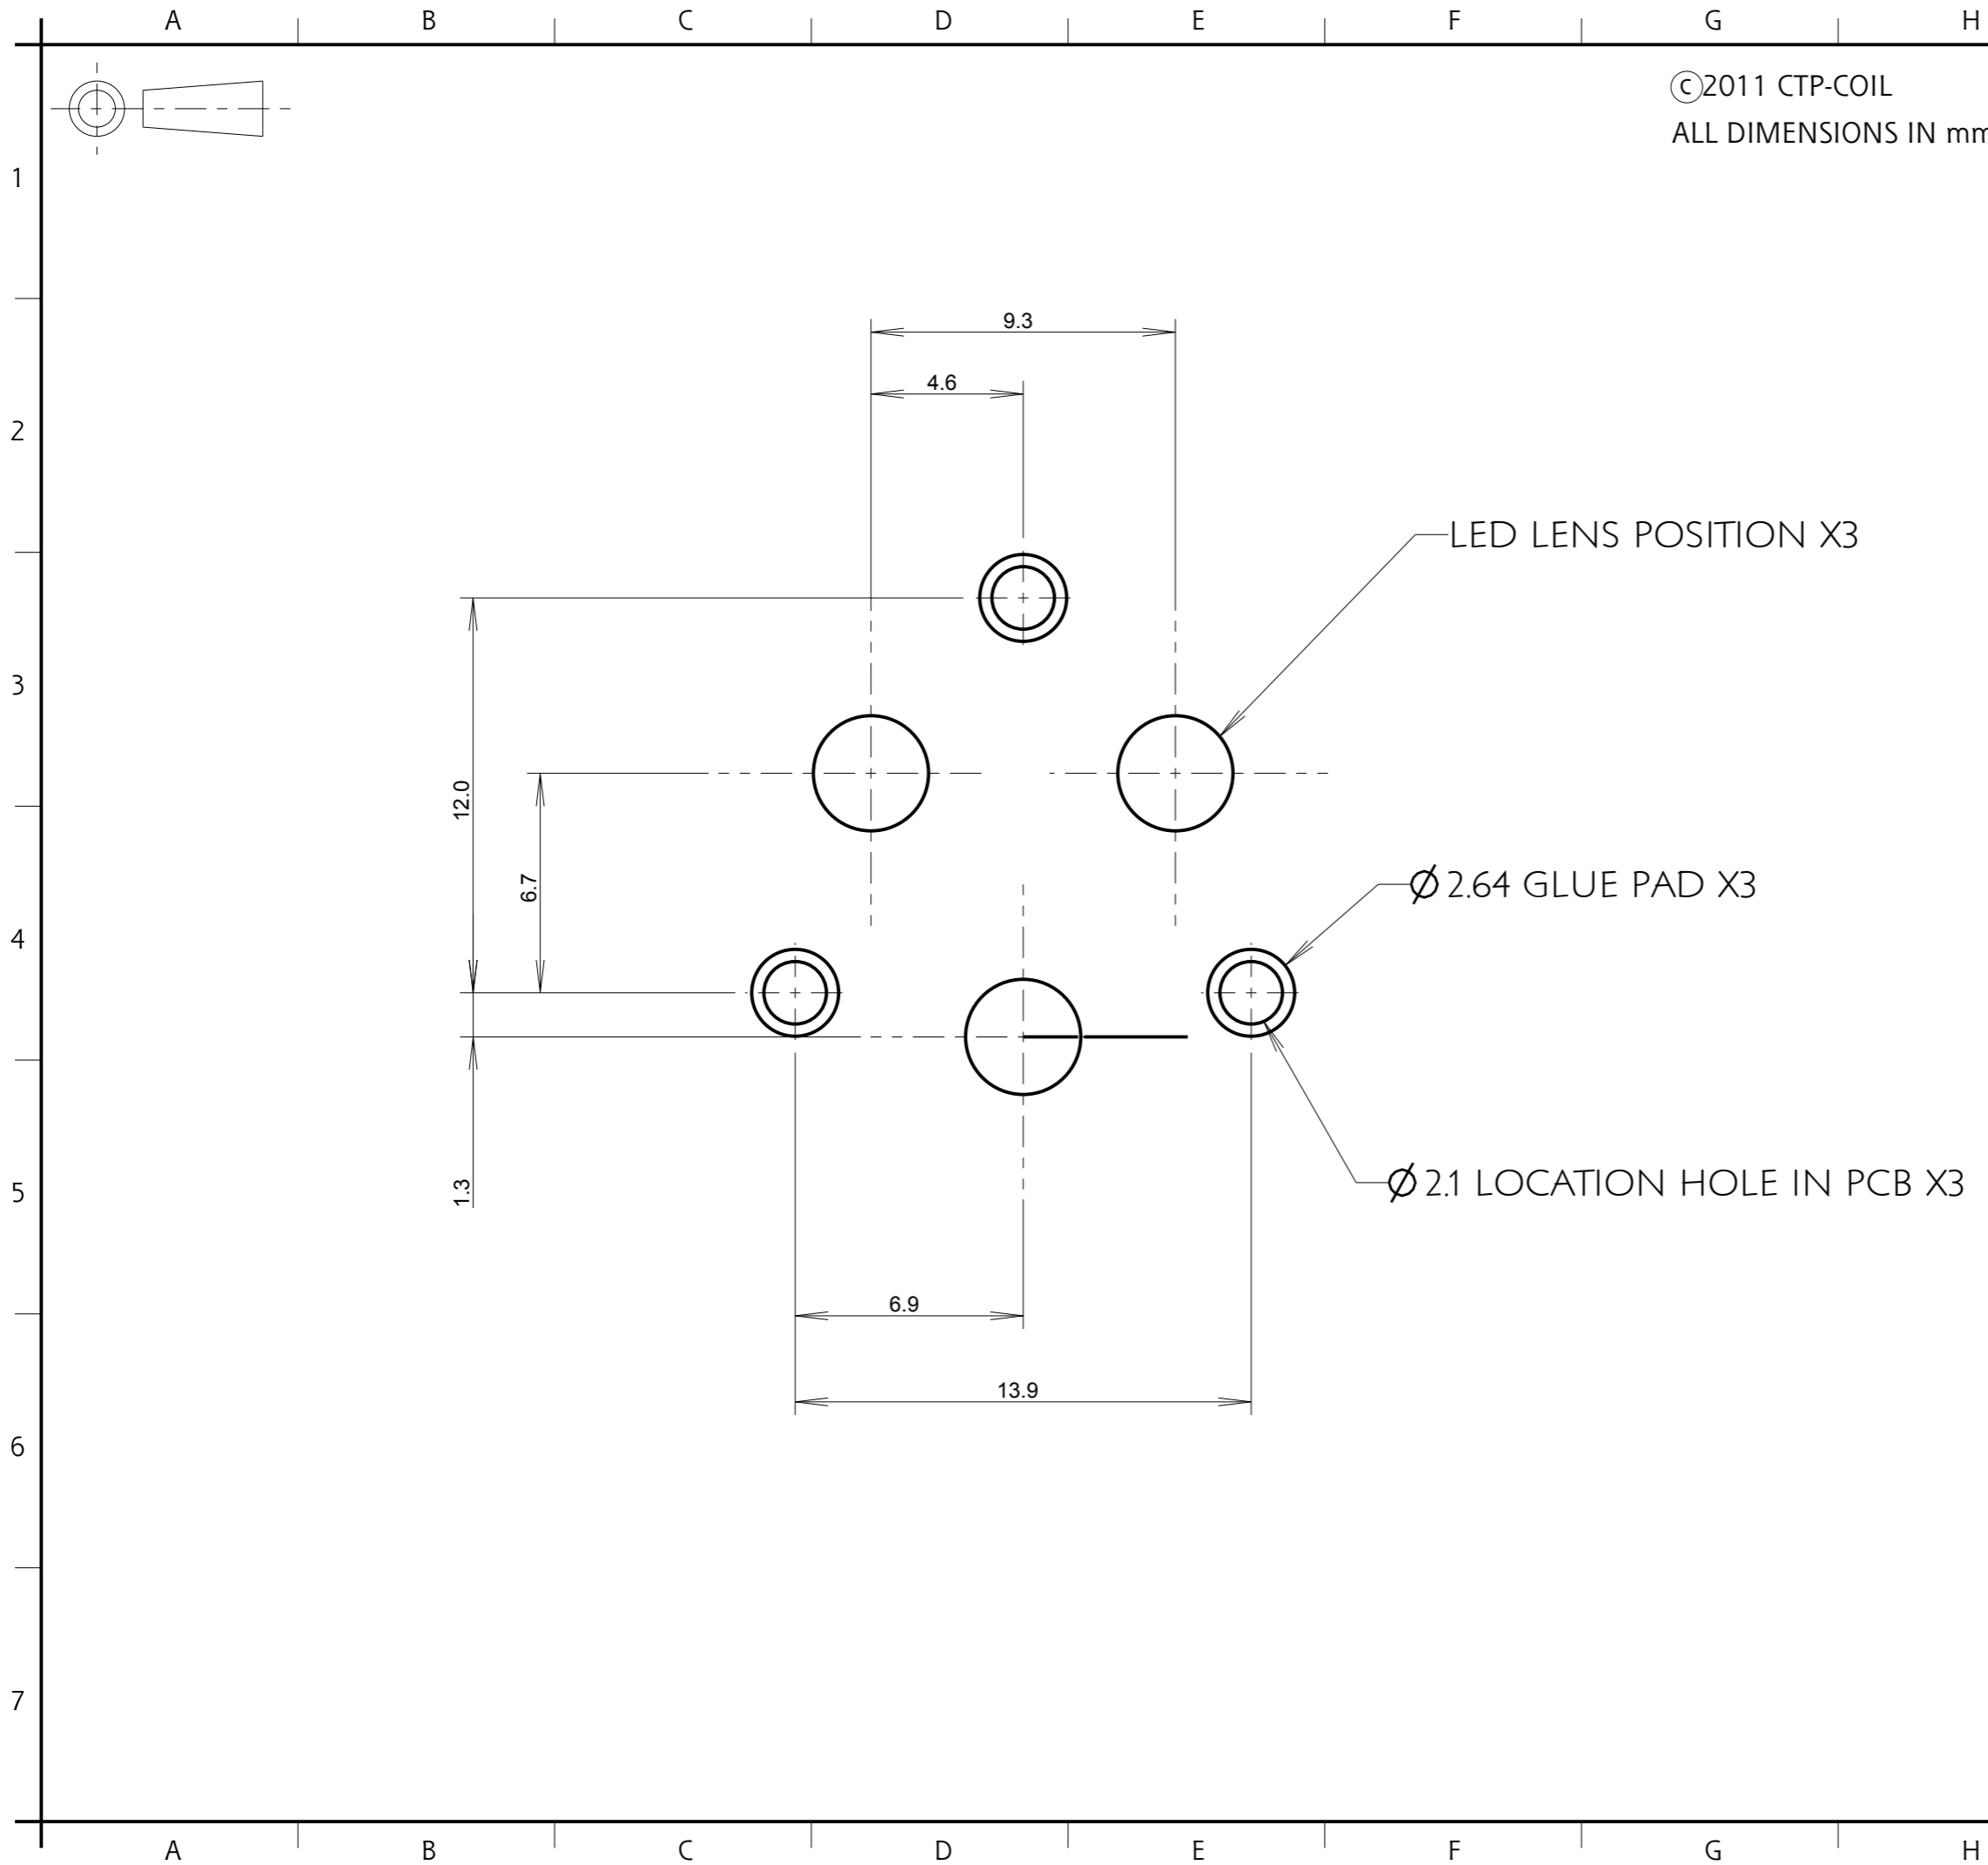 A B C D E F G H
©2011 CTP-COIL
ALL DIMENSIONS IN mm
1
9.3
4.6
2
LED LENS POSITION X3
3
12.0
6.7
Ø 2.64 GLUE PAD X3
4
1.3
Ø 2.1 LOCATION HOLE IN PCB X3
5
6.9
13.9
6
7
A B C D E F G H